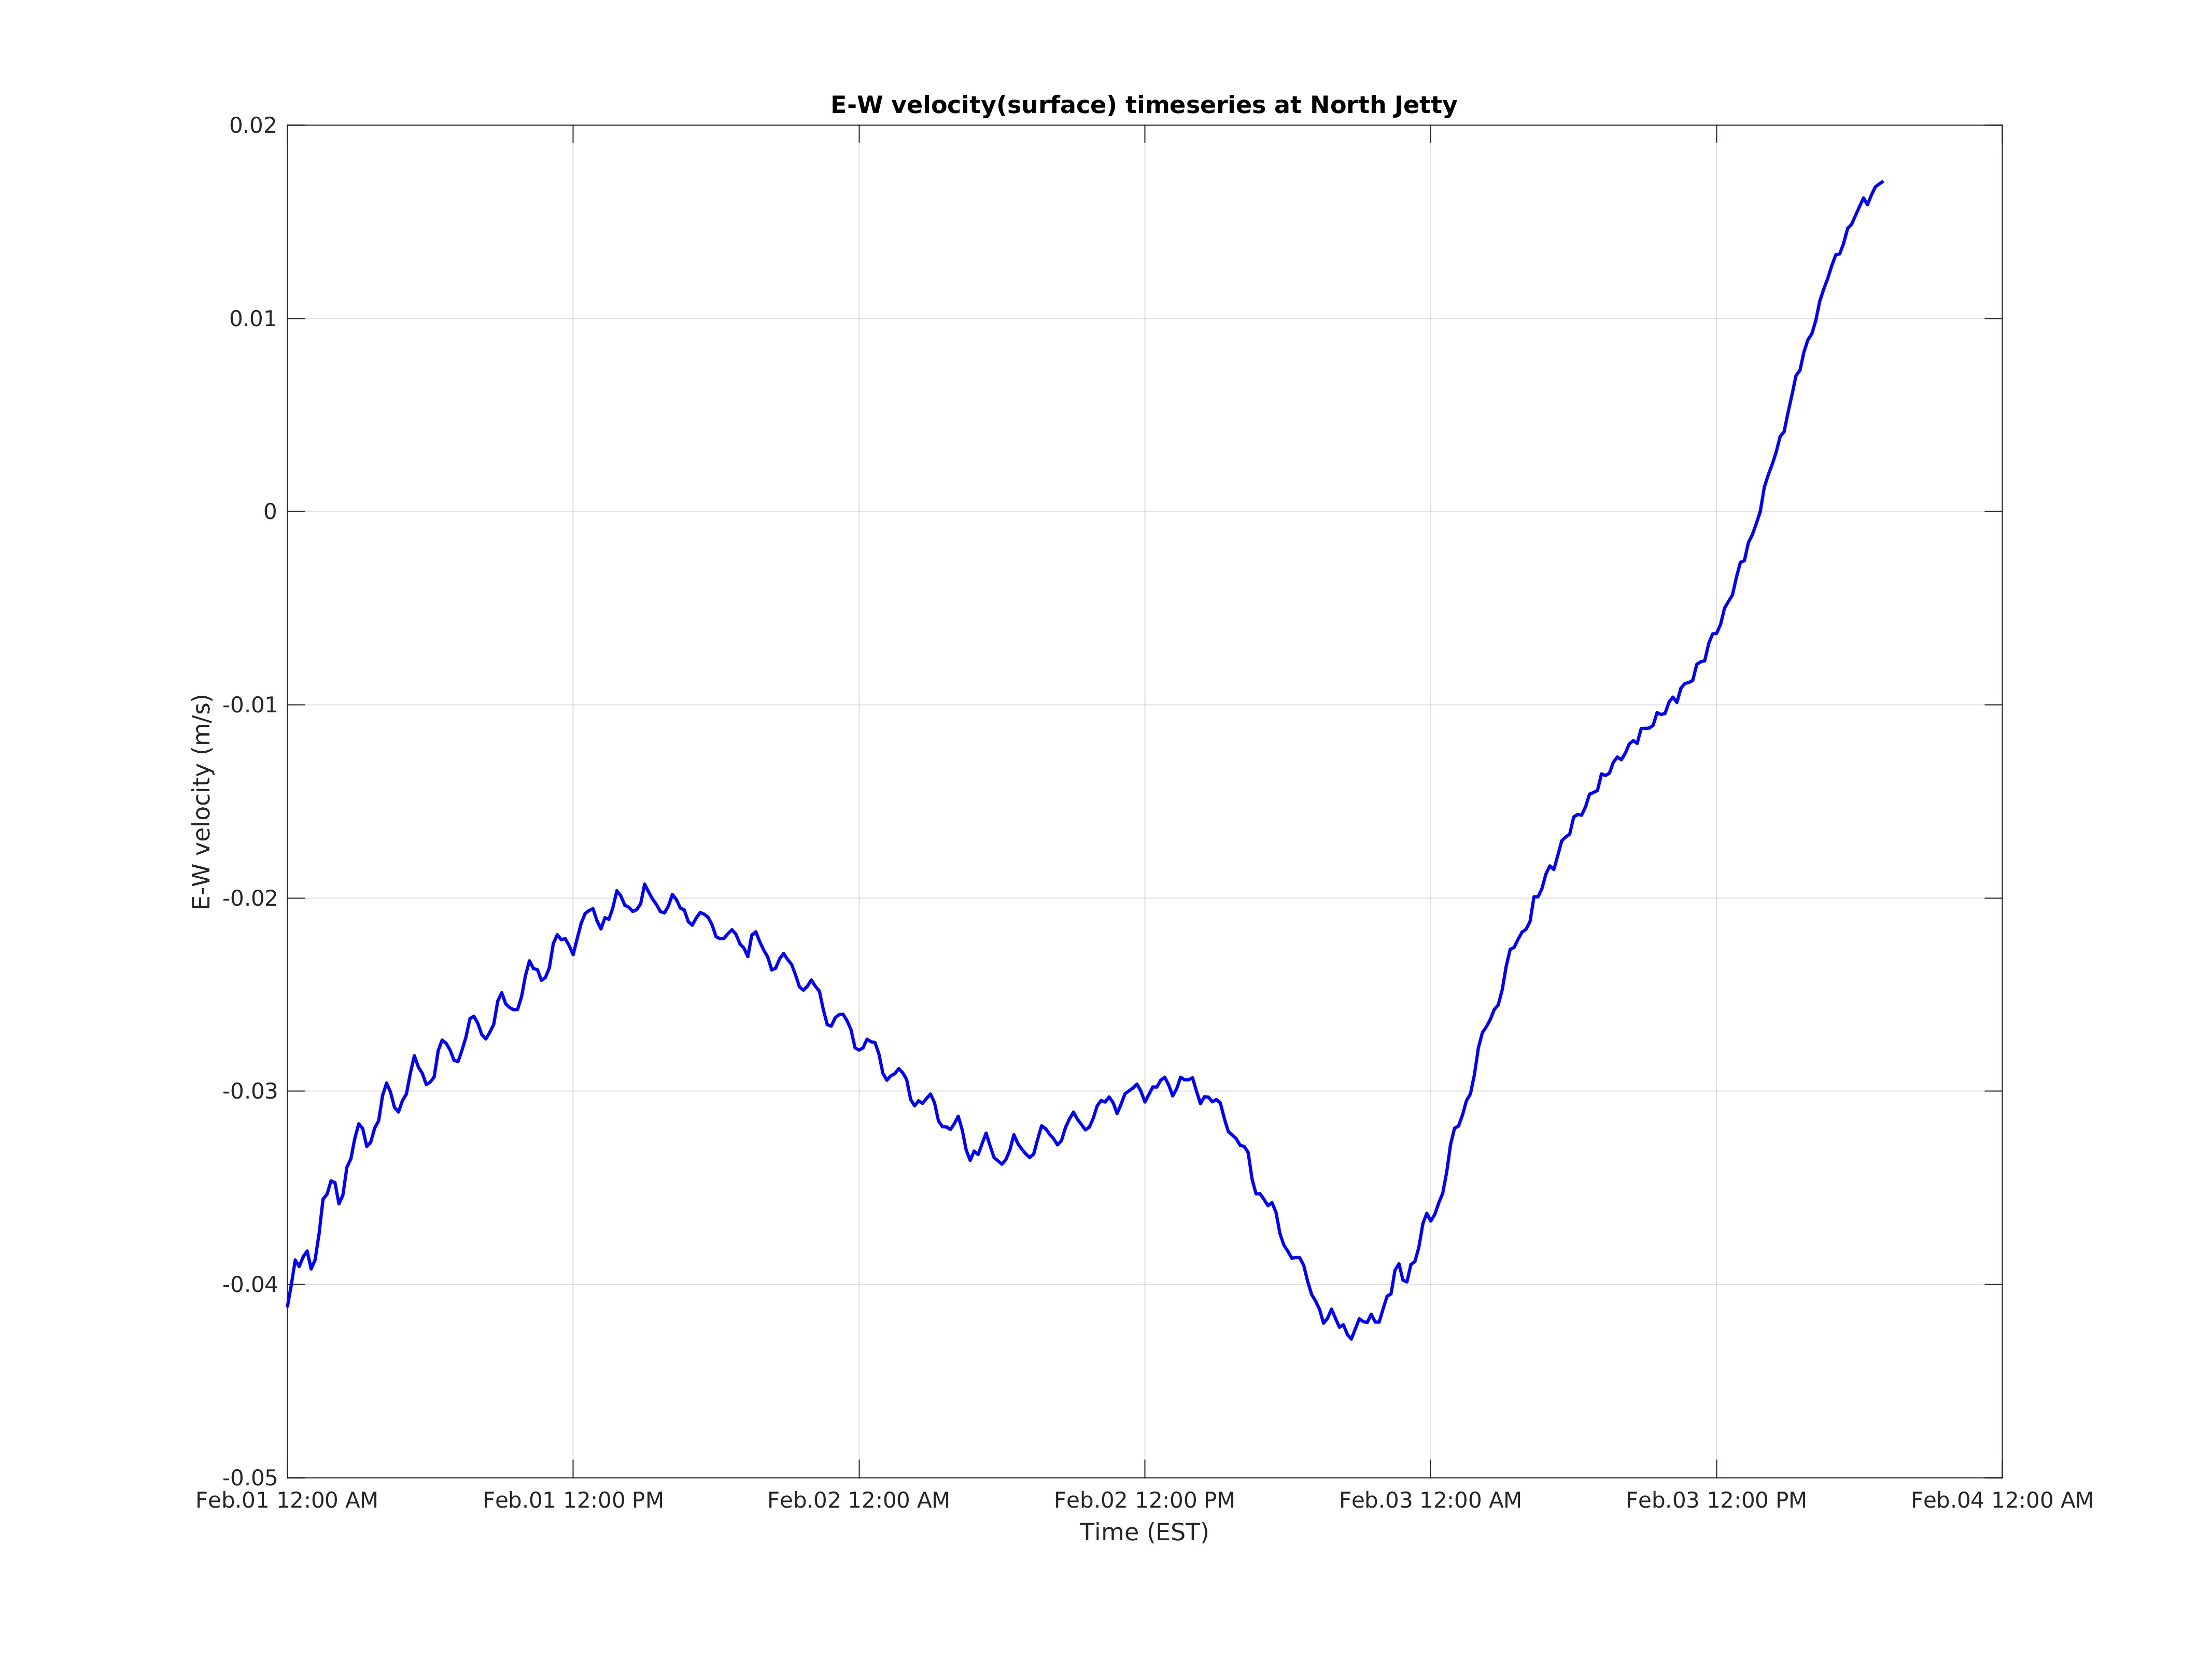 E-W velocity(surface) timeseries at North Jetty
0.02
0.01
0
-0.01
-0.02
-0.03
-0.04
-0.05
E-W velocity (m/s)
Feb.01 12:00 AM Feb.01 12:00 PM Feb.02 12:00 AM Feb.02 12:00 PM Feb.03 12:00 AM Feb.03 12:00 PM Feb.04 12:00 AM
Time (EST)